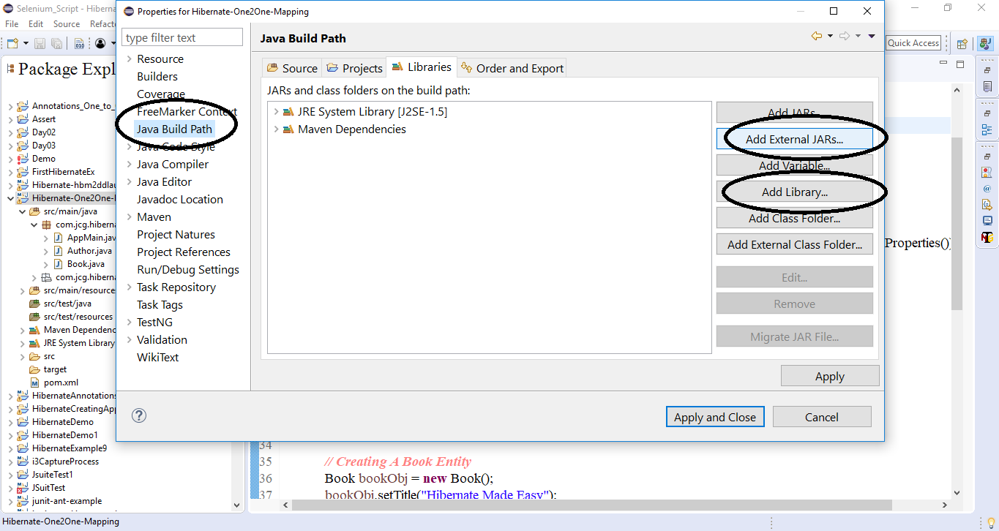 Selenium_Script - Hiberna
File Edit Source Refacto
Package Expl
Annotations_One_to_
Assert
Day02
Day03
Demo
FirstHibernateEx
Hibernate-hbm2ddlau
Hibernate-One2One-M
src/main/java
com.jcg.hiberna
AppMain.jav
Author.java
Book.java
com.jcg.hiberna
src/main/resource
src/test/java
src/test/resources
Maven Dependenc
JRE System Library
src
target
pom.xml
HibernateAnnotations
HibernateCreatingApp
HibernateDemo
HibernateDemo1
HibernateExample9
i3CaptureProcess
JsuiteTest1
JSuitTest
junit-ant-example
Hibernate-One2One-Mapping
Properties for Hibernate-One2One-Mapping
type filter text
Resource
Builders
Coverage
FreeMarker Context
Java Build Path
Java Code Style
Java Compiler
Java Editor
Javadoc Location
Maven
Project Natures
Project References
Run/Debug Settings
Task Repository
Task Tags
TestNG
Validation
WikiText
Java Build Path
Source Projects Libraries Order and Export
JARs and class folders on the build path:
JRE System Library [J2SE-1.5]
Maven Dependencies
Add JARs...
Add External JARs...
Add Variable...
Add Library...
Add Class Folder...
Add External Class Folder...
Edit...
Remove
Migrate JAR File...
Apply
Apply and Close Cancel
Quick Access
Properties())
34
35 // Creating A Book Entity
36 Book bookObj = new Book();
37 bookObj.setTitle("Hibernate Made Easy");